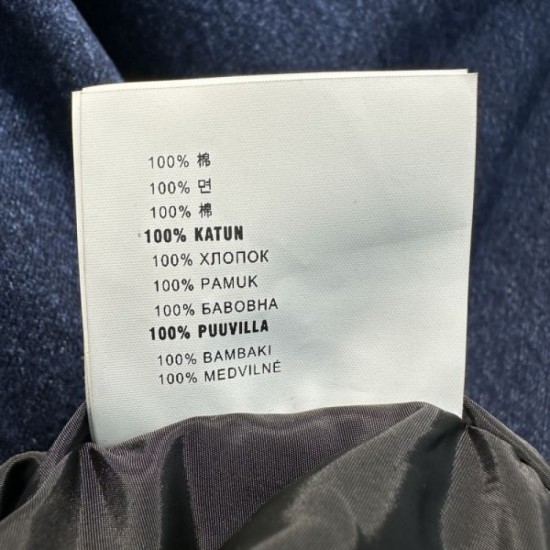 100% 棉
100% 면
100% 棉
100% KATUN
100% ХЛОПОК
100% PAMUK
100% БАВОВНА
100% PUUVILLA
100% BAMBAKI
100% MEDVILNÉ